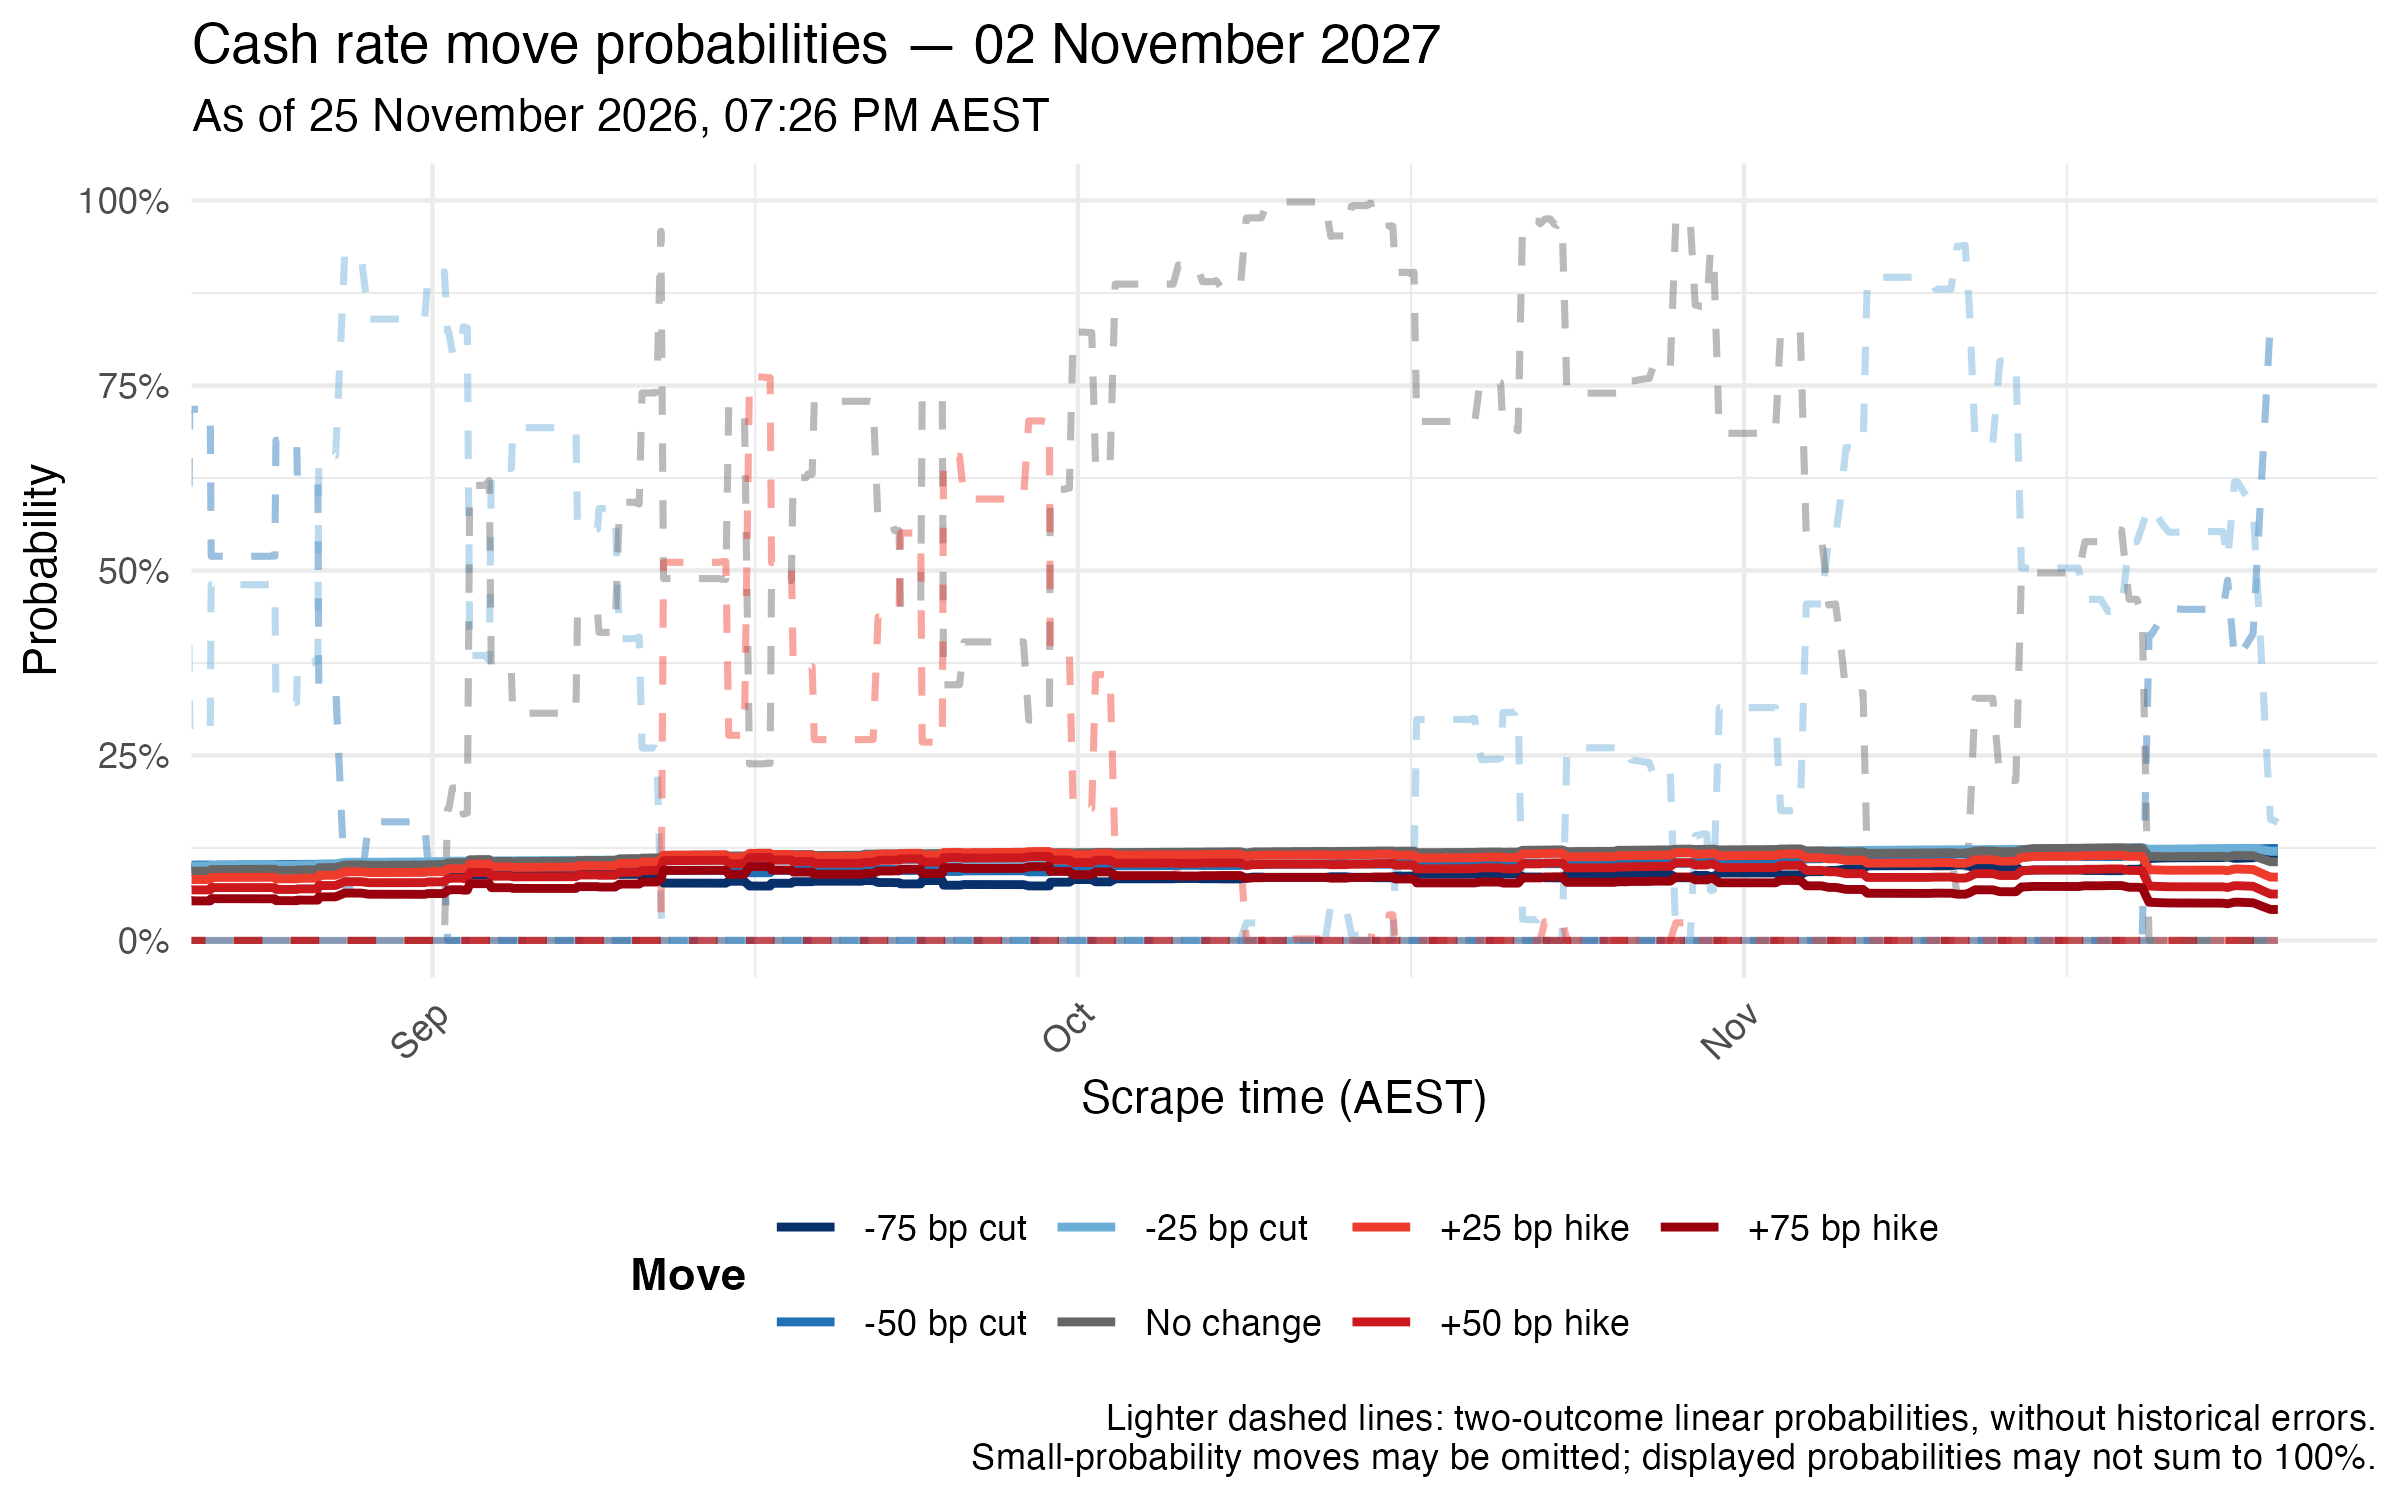 Cash rate move probabilities — 02 November 2027
As of 25 November 2026, 07:26 PM AEST
100%
75%
50%
25%
0%
Probability
Sep
Oct
Nov
Scrape time (AEST)
Move
-75 bp cut
-25 bp cut
+25 bp hike
+75 bp hike
-50 bp cut
No change
+50 bp hike
Lighter dashed lines: two-outcome linear probabilities, without historical errors.
Small-probability moves may be omitted; displayed probabilities may not sum to 100%.